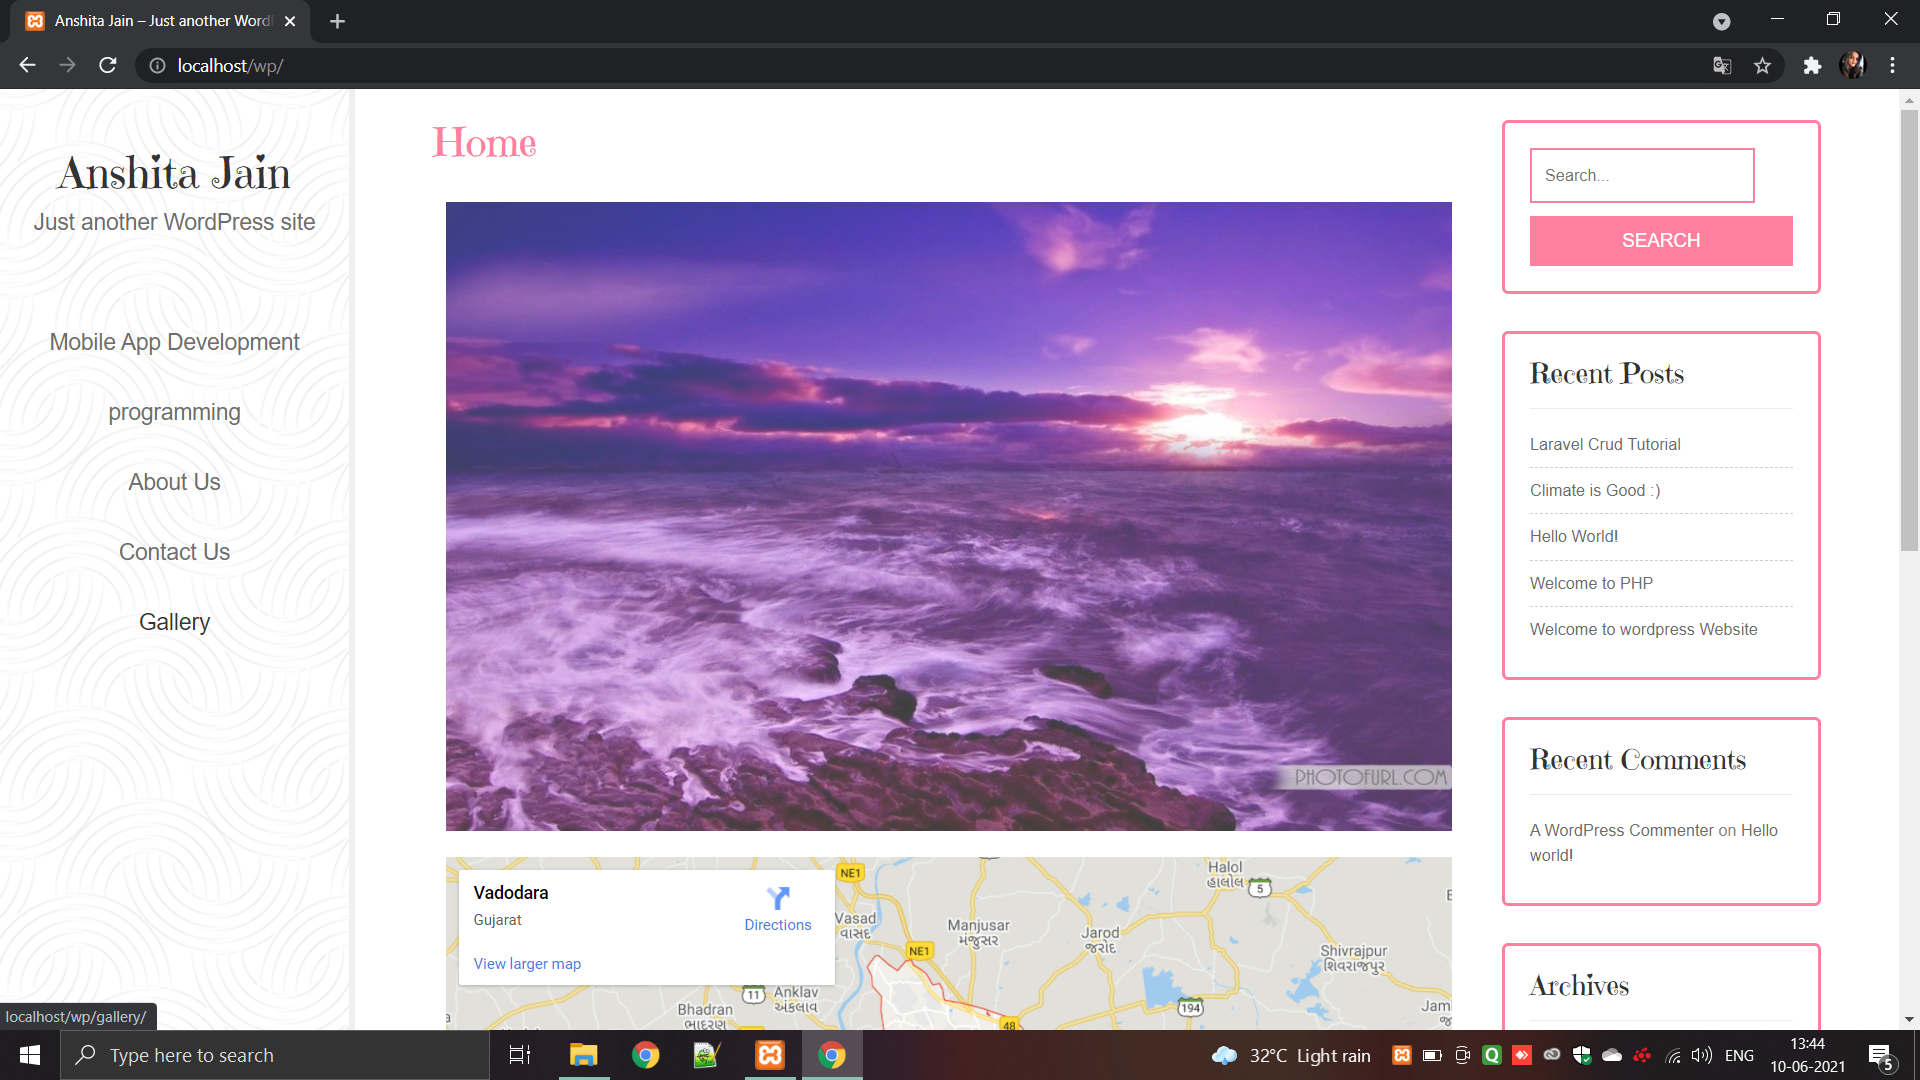 Anshita Jain – Just another Word
localhost/wp/
Anshita Jain
Just another WordPress site
Mobile App Development
programming
About Us
Contact Us
Gallery
Home
PHOTOFURL.COM
Vadodara
Gujarat
Directions
View larger map
NE1
Vasad
વાસદ
Manjusar
મંજુસર
Halol
હાલોલ
5
Jarod
જરોદ
NE1
Shivrajpur
શિવરાજપુર
11
Anklav
આંકલાવ
Bhadran
ભાદરણ
194
48
Search...
SEARCH
Recent Posts
Laravel Crud Tutorial
Climate is Good :)
Hello World!
Welcome to PHP
Welcome to wordpress Website
Recent Comments
A WordPress Commenter on Hello
world!
Archives
localhost/wp/gallery/
Type here to search
32°C Light rain
ENG
13:44
10-06-2021
5